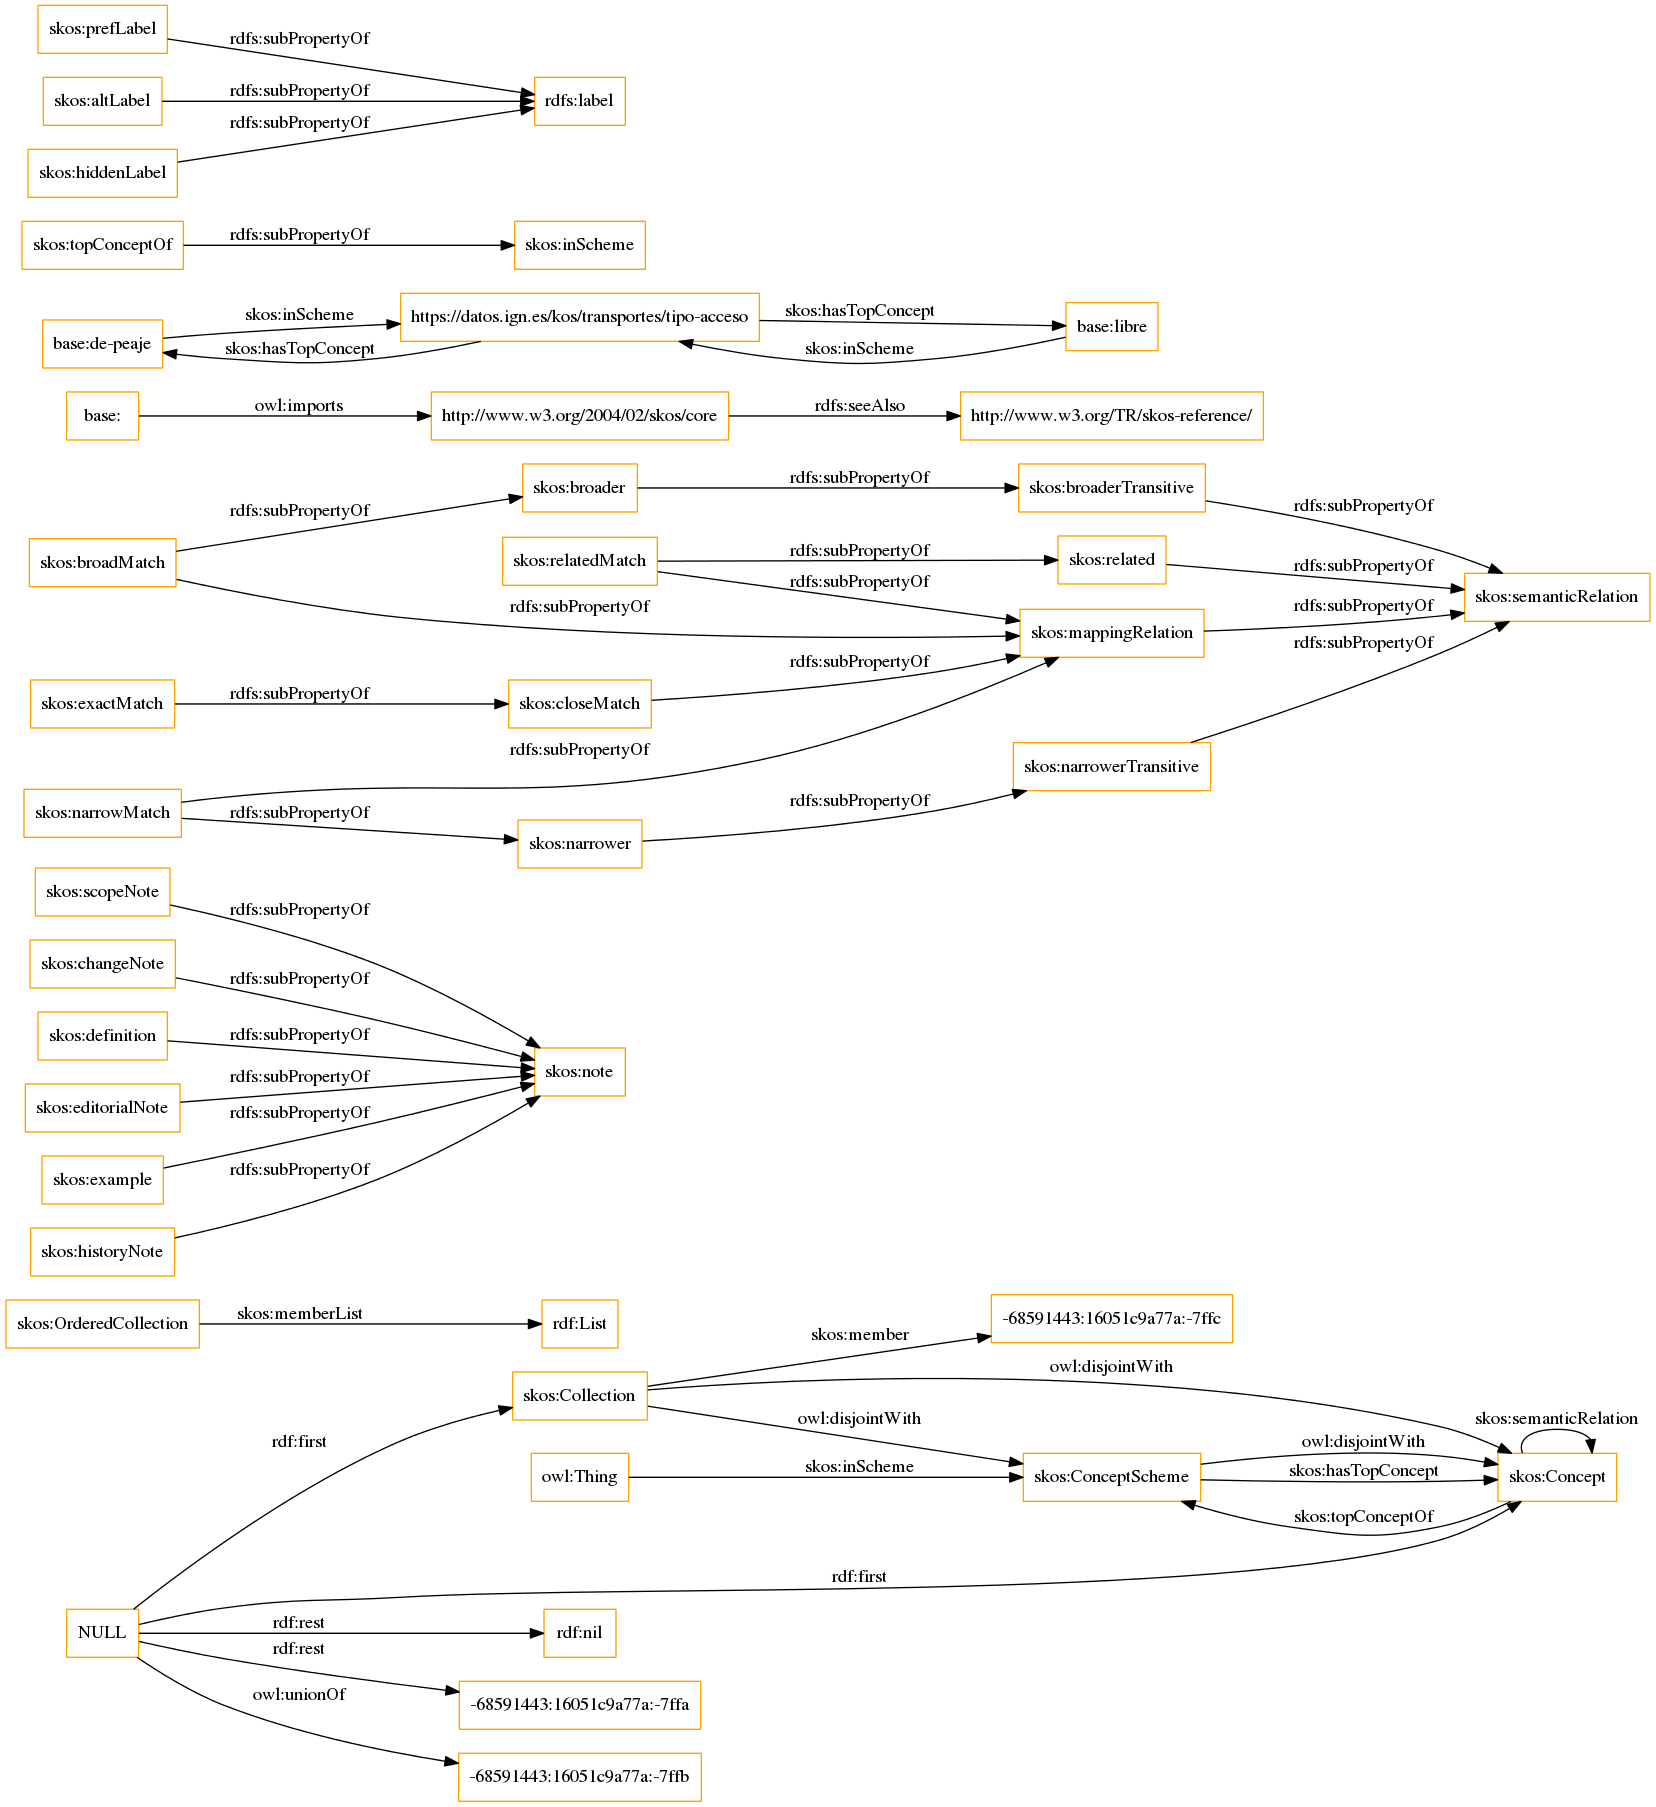 skos:prefLabel
rdfs:subPropertyOf
skos:altLabel
rdfs:subPropertyOf
rdfs:label
rdfs:subPropertyOf
skos:hiddenLabel
skos:topConceptOf
rdfs:subPropertyOf
skos:inScheme
base:de-peaje
skos:inScheme
skos:hasTopConcept
https://datos.ign.es/kos/transportes/tipo-acceso
skos:hasTopConcept
skos:inScheme
base:libre
base:
owl:imports
http://www.w3.org/2004/02/skos/core
rdfs:seeAlso
http://www.w3.org/TR/skos-reference/
skos:broader
rdfs:subPropertyOf
skos:broaderTransitive
rdfs:subPropertyOf
rdfs:subPropertyOf
skos:broadMatch
skos:relatedMatch
rdfs:subPropertyOf
skos:related
rdfs:subPropertyOf
rdfs:subPropertyOf
skos:semanticRelation
rdfs:subPropertyOf
rdfs:subPropertyOf
skos:mappingRelation
rdfs:subPropertyOf
rdfs:subPropertyOf
skos:exactMatch
rdfs:subPropertyOf
skos:closeMatch
rdfs:subPropertyOf
skos:narrowerTransitive
skos:narrowMatch
rdfs:subPropertyOf
rdfs:subPropertyOf
skos:narrower
skos:scopeNote
rdfs:subPropertyOf
skos:changeNote
rdfs:subPropertyOf
skos:definition
rdfs:subPropertyOf
skos:note
rdfs:subPropertyOf
skos:editorialNote
rdfs:subPropertyOf
skos:example
rdfs:subPropertyOf
skos:historyNote
skos:OrderedCollection
skos:memberList
rdf:List
-68591443:16051c9a77a:-7ffc
skos:member
owl:disjointWith
skos:Collection
owl:disjointWith
skos:semanticRelation
rdf:first
owl:disjointWith
owl:Thing
skos:inScheme
skos:ConceptScheme
skos:hasTopConcept
skos:Concept
skos:topConceptOf
rdf:first
NULL
rdf:rest
rdf:nil
rdf:rest
owl:unionOf
-68591443:16051c9a77a:-7ffa
-68591443:16051c9a77a:-7ffb